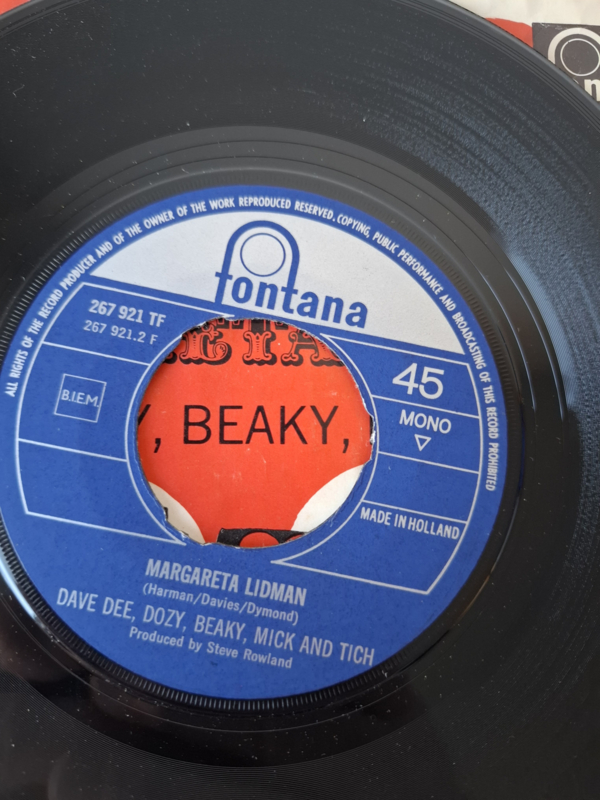 ALL RIGHTS OF THE RECORD PRODUCER AND OF THE OWNER OF THE WORK REPRODUCED RESERVED. COPYING, PUBLIC PERFORMANCE AND BROADCASTING OF THIS RECORD PROHIBITED
fontana
267 921 TF
267 921.2 F
B.I.E.M.
45
MONO
MADE IN HOLLAND
, BEAKY,
MARGARETA LIDMAN
(Harman/Davies/Dymond)
DAVE DEE, DOZY, BEAKY, MICK AND TICH
Produced by Steve Rowland